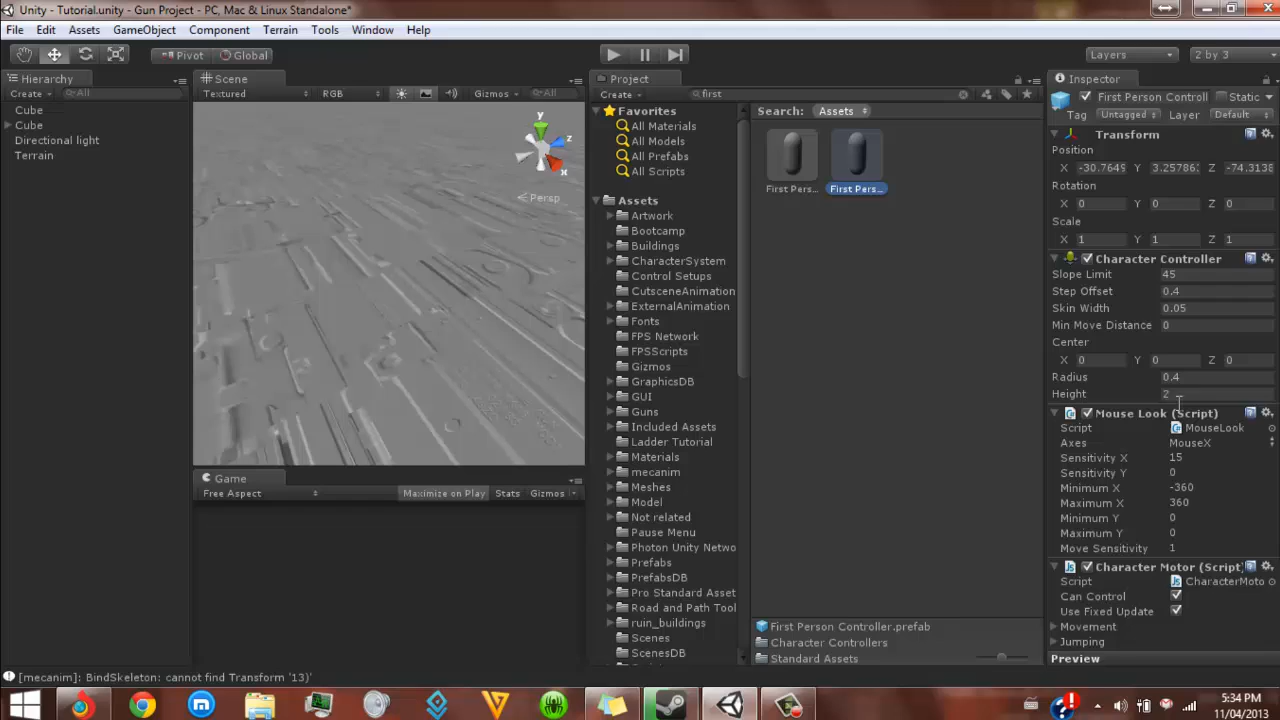 Unity - Tutorial.unity - Gun Project - PC, Mac & Linux Standalone*
File Edit Assets GameObject Component Terrain Tools Window Help
Pivot Global Layers 2 by 3
Hierarchy
Create All
Cube
Cube
Directional light
Terrain
Scene
Textured RGB Gizmos All
y
z
x
Persp
Game
Free Aspect Maximize on Play Stats Gizmos
Project
Create first
Favorites
All Materials
All Models
All Prefabs
All Scripts
Assets
Artwork
Bootcamp
Buildings
CharacterSystem
Control Setups
CutsceneAnimation
ExternalAnimation
Fonts
FPS Network
FPSScripts
Gizmos
GraphicsDB
GUI
Guns
Included Assets
Ladder Tutorial
Materials
mecanim
Meshes
Model
Not related
Pause Menu
Photon Unity Netwo
Prefabs
PrefabsDB
Pro Standard Asset
Road and Path Tool
ruin_buildings
Scenes
ScenesDB
Search: Assets
First Pers... First Pers...
First Person Controller.prefab
Character Controllers
Standard Assets
Inspector
First Person Controll Static
Tag Untagged Layer Default
Transform
Position
X -30.7649 Y 3.25786 Z -74.3138
Rotation
X 0 Y 0 Z 0
Scale
X 1 Y 1 Z 1
Character Controller
Slope Limit 45
Step Offset 0.4
Skin Width 0.05
Min Move Distance 0
Center
X 0 Y 0 Z 0
Radius 0.4
Height 2
Mouse Look (Script)
Script MouseLook
Axes MouseX
Sensitivity X 15
Sensitivity Y 0
Minimum X -360
Maximum X 360
Minimum Y 0
Maximum Y 0
Move Sensitivity 1
Character Motor (Script)
Script CharacterMoto
Can Control
Use Fixed Update
Movement
Jumping
Preview
[mecanim]: BindSkeleton: cannot find Transform '13)'
5:34 PM
11/04/2013